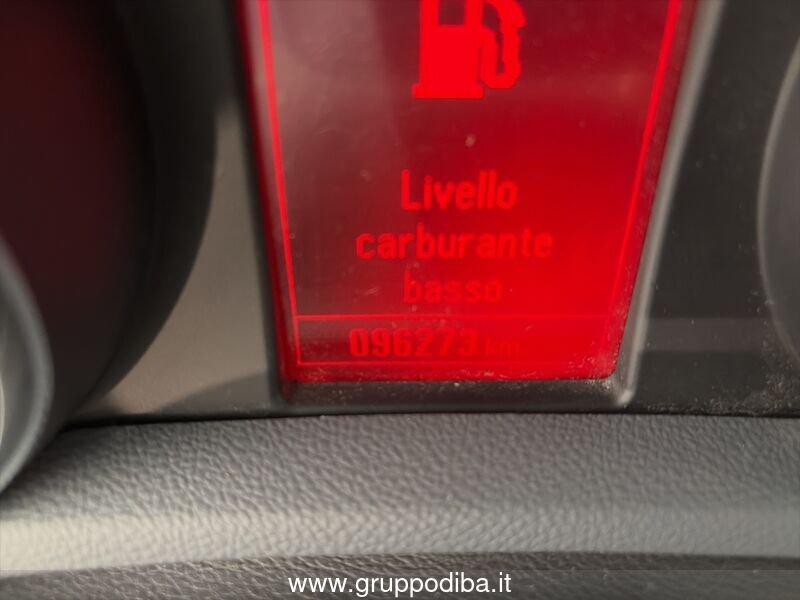 Livello
carburante
basso
096273 km
www.gruppodiba.it